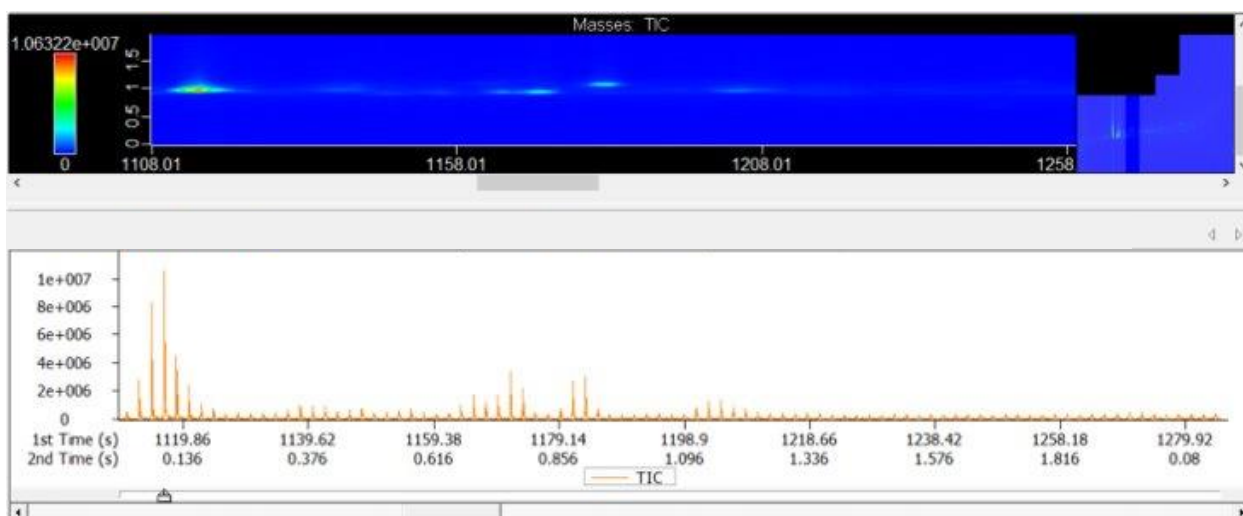 Masses: TIC
1.06322e+007
0
0 0.5 1 1.5
1108.01 1158.01 1208.01 1258
1e+007
8e+006
6e+006
4e+006
2e+006
0
1st Time (s) 1119.86 1139.62 1159.38 1179.14 1198.9 1218.66 1238.42 1258.18 1279.92
2nd Time (s) 0.136 0.376 0.616 0.856 1.096 1.336 1.576 1.816 0.08
TIC